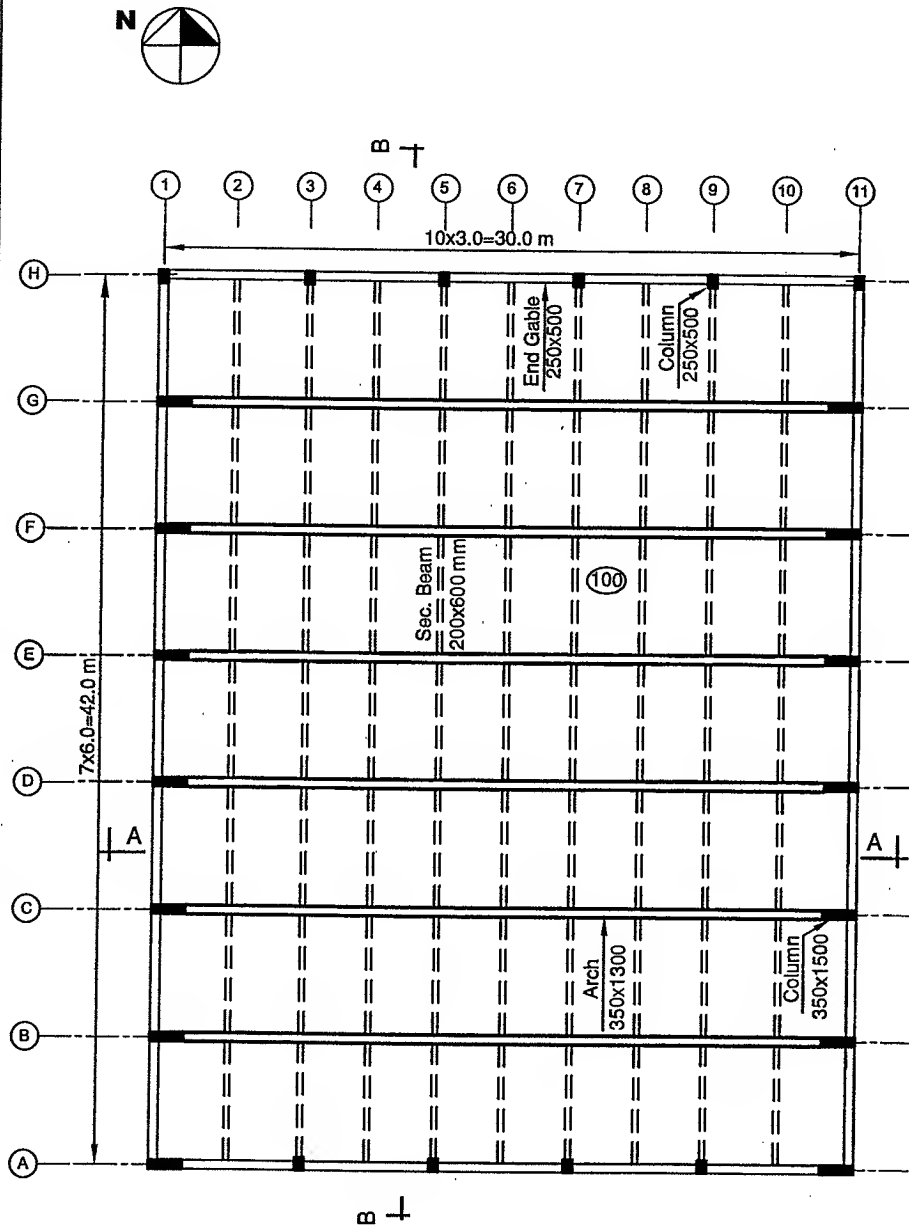 N
B
1
2
3
4
5
6
7
8
9
10
11
10x3.0=30.0 m
H
End Gable
250x500
Column
250x500
G
F
Sec. Beam
200x600 mm
100
E
7x6.0=42.0 m
D
A
A
C
Arch
350x1300
Column
350x1500
B
A
B